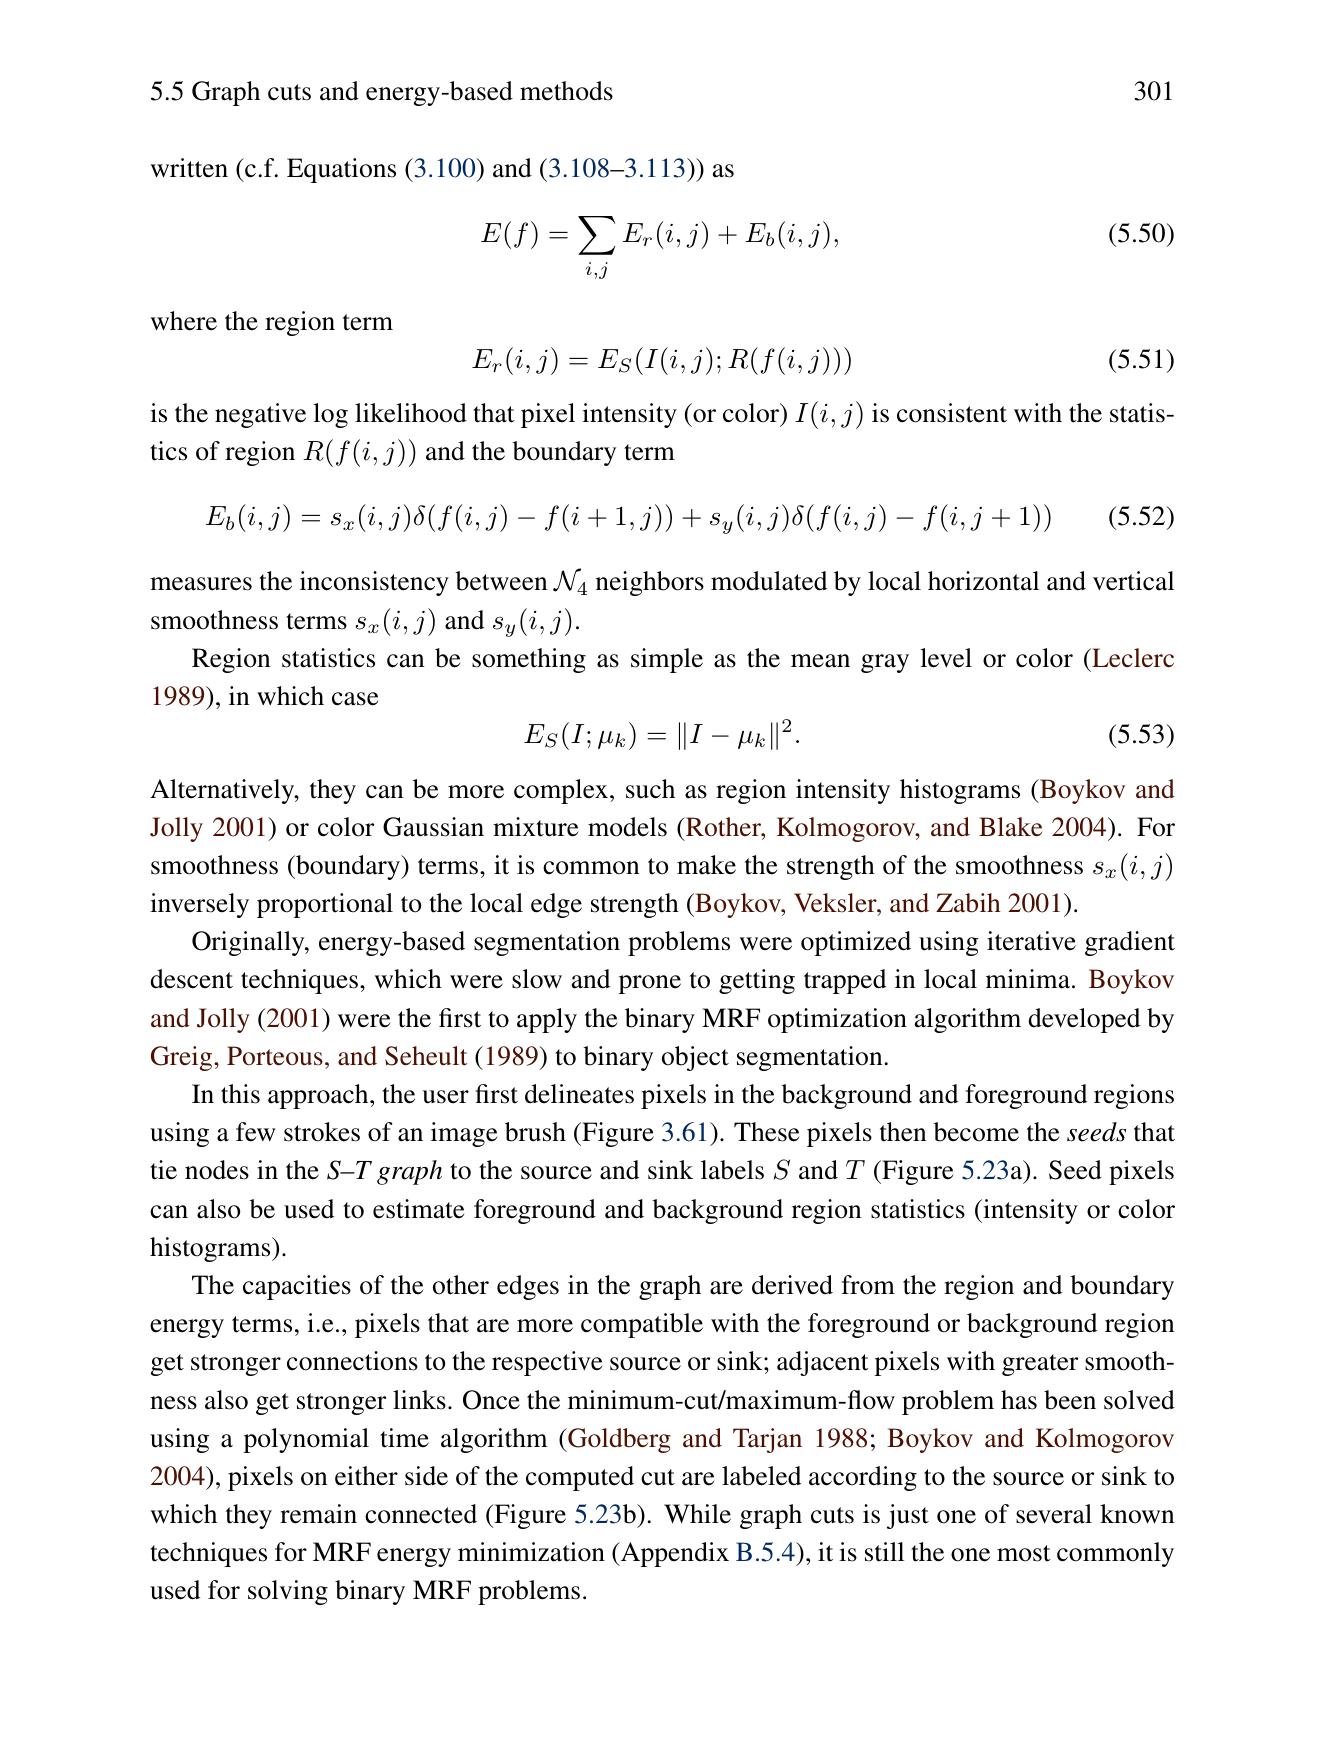 5.5 Graph cuts and energy-based methods 301
written (c.f. Equations (3.100) and (3.108–3.113)) as
E(f) = ∑_{i,j} E_r(i, j) + E_b(i, j), (5.50)
where the region term
E_r(i, j) = E_S(I(i, j); R(f(i, j))) (5.51)
is the negative log likelihood that pixel intensity (or color) I(i, j) is consistent with the statis-
tics of region R(f(i, j)) and the boundary term
E_b(i, j) = s_x(i, j)δ(f(i, j) − f(i + 1, j)) + s_y(i, j)δ(f(i, j) − f(i, j + 1)) (5.52)
measures the inconsistency between 𝒩_4 neighbors modulated by local horizontal and vertical
smoothness terms s_x(i, j) and s_y(i, j).
Region statistics can be something as simple as the mean gray level or color (Leclerc
1989), in which case
E_S(I; μ_k) = ‖I − μ_k‖². (5.53)
Alternatively, they can be more complex, such as region intensity histograms (Boykov and
Jolly 2001) or color Gaussian mixture models (Rother, Kolmogorov, and Blake 2004). For
smoothness (boundary) terms, it is common to make the strength of the smoothness s_x(i, j)
inversely proportional to the local edge strength (Boykov, Veksler, and Zabih 2001).
Originally, energy-based segmentation problems were optimized using iterative gradient
descent techniques, which were slow and prone to getting trapped in local minima. Boykov
and Jolly (2001) were the first to apply the binary MRF optimization algorithm developed by
Greig, Porteous, and Seheult (1989) to binary object segmentation.
In this approach, the user first delineates pixels in the background and foreground regions
using a few strokes of an image brush (Figure 3.61). These pixels then become the seeds that
tie nodes in the S–T graph to the source and sink labels S and T (Figure 5.23a). Seed pixels
can also be used to estimate foreground and background region statistics (intensity or color
histograms).
The capacities of the other edges in the graph are derived from the region and boundary
energy terms, i.e., pixels that are more compatible with the foreground or background region
get stronger connections to the respective source or sink; adjacent pixels with greater smooth-
ness also get stronger links. Once the minimum-cut/maximum-flow problem has been solved
using a polynomial time algorithm (Goldberg and Tarjan 1988; Boykov and Kolmogorov
2004), pixels on either side of the computed cut are labeled according to the source or sink to
which they remain connected (Figure 5.23b). While graph cuts is just one of several known
techniques for MRF energy minimization (Appendix B.5.4), it is still the one most commonly
used for solving binary MRF problems.